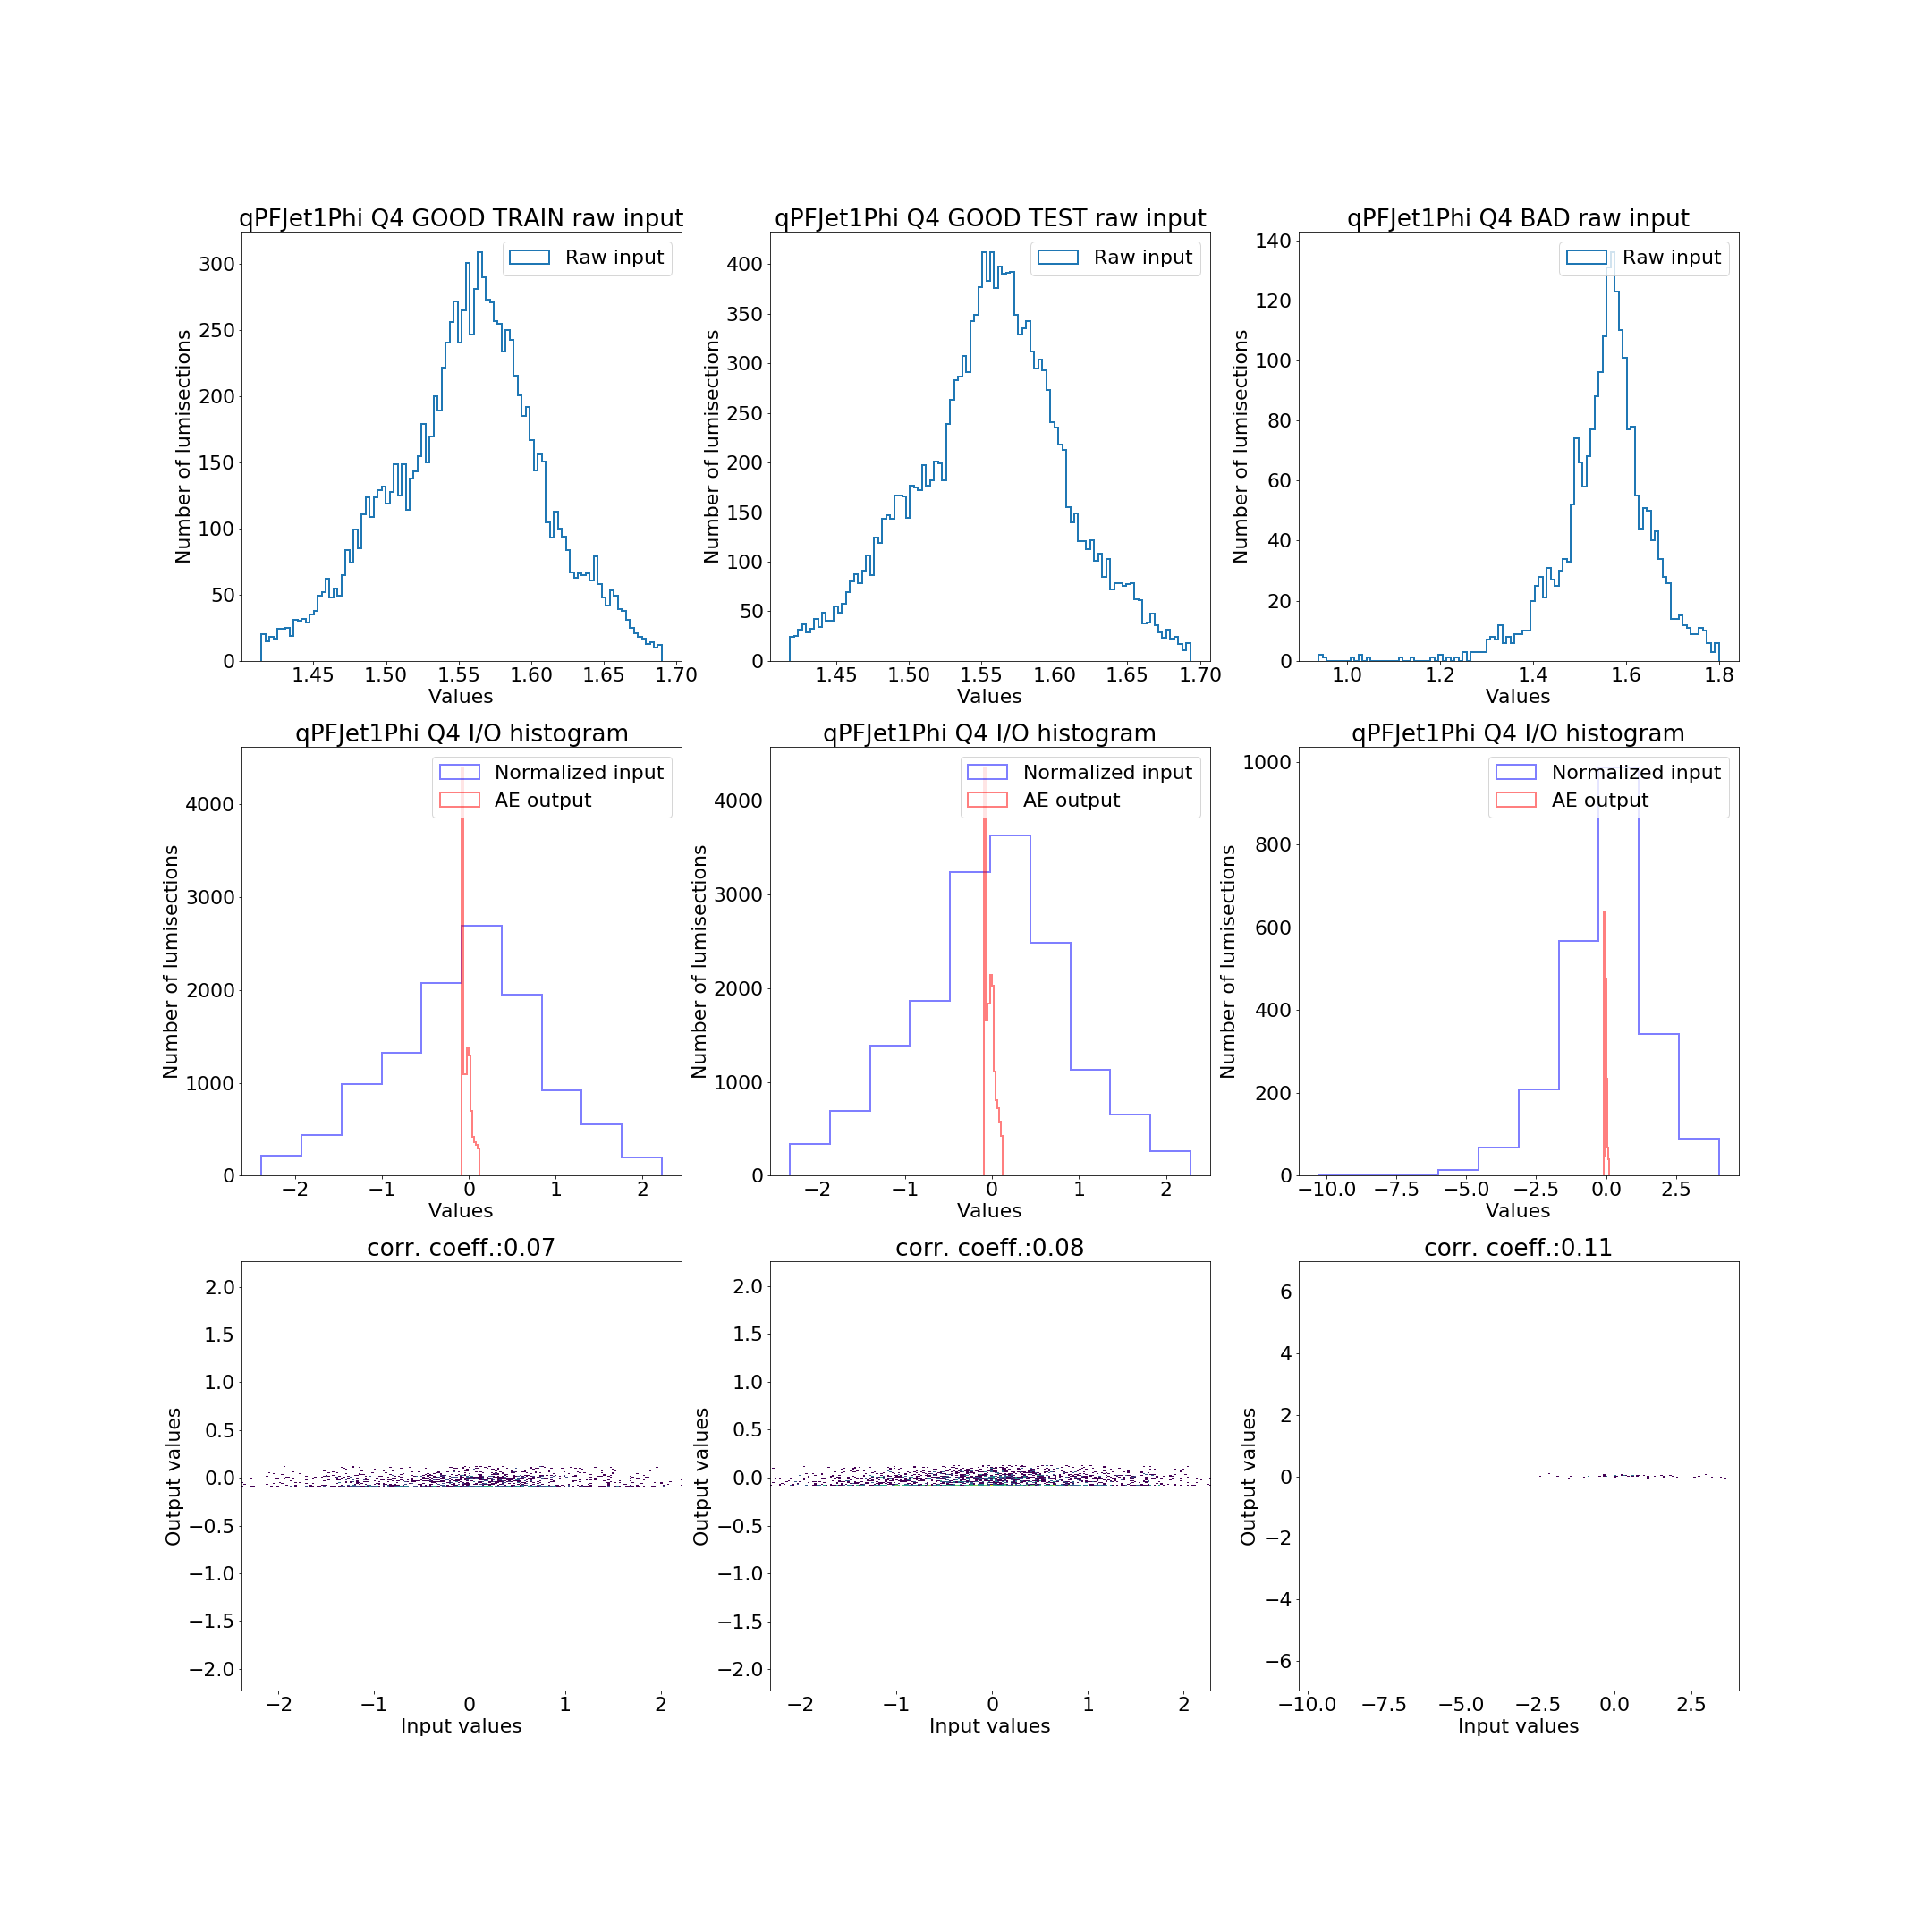 qPFJet1Phi Q4 GOOD TRAIN raw input
Raw input
Number of lumisections
300
250
200
150
100
50
0
1.45 1.50 1.55 1.60 1.65 1.70
Values
qPFJet1Phi Q4 GOOD TEST raw input
Raw input
Number of lumisections
400
350
300
250
200
150
100
50
0
1.45 1.50 1.55 1.60 1.65 1.70
Values
qPFJet1Phi Q4 BAD raw input
Raw input
Number of lumisections
140
120
100
80
60
40
20
0
1.0 1.2 1.4 1.6 1.8
Values
qPFJet1Phi Q4 I/O histogram
Normalized input
AE output
Number of lumisections
4000
3000
2000
1000
0
−2 −1 0 1 2
Values
qPFJet1Phi Q4 I/O histogram
Normalized input
AE output
Number of lumisections
4000
3000
2000
1000
0
−2 −1 0 1 2
Values
qPFJet1Phi Q4 I/O histogram
Normalized input
AE output
Number of lumisections
1000
800
600
400
200
0
−10.0 −7.5 −5.0 −2.5 0.0 2.5
Values
corr. coeff.:0.07
Output values
2.0
1.5
1.0
0.5
0.0
−0.5
−1.0
−1.5
−2.0
−2 −1 0 1 2
Input values
corr. coeff.:0.08
Output values
2.0
1.5
1.0
0.5
0.0
−0.5
−1.0
−1.5
−2.0
−2 −1 0 1 2
Input values
corr. coeff.:0.11
Output values
6
4
2
0
−2
−4
−6
−10.0 −7.5 −5.0 −2.5 0.0 2.5
Input values